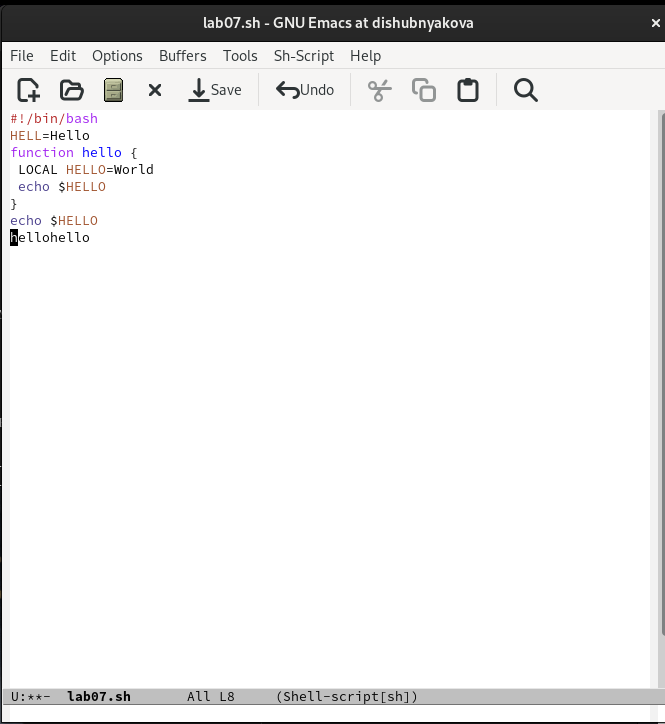 lab07.sh - GNU Emacs at dishubnyakova
File Edit Options Buffers Tools Sh-Script Help
Save Undo
#!/bin/bash
HELL=Hello
function hello {
 LOCAL HELLO=World
 echo $HELLO
}
echo $HELLO
hellohello
U:**- lab07.sh All L8 (Shell-script[sh])